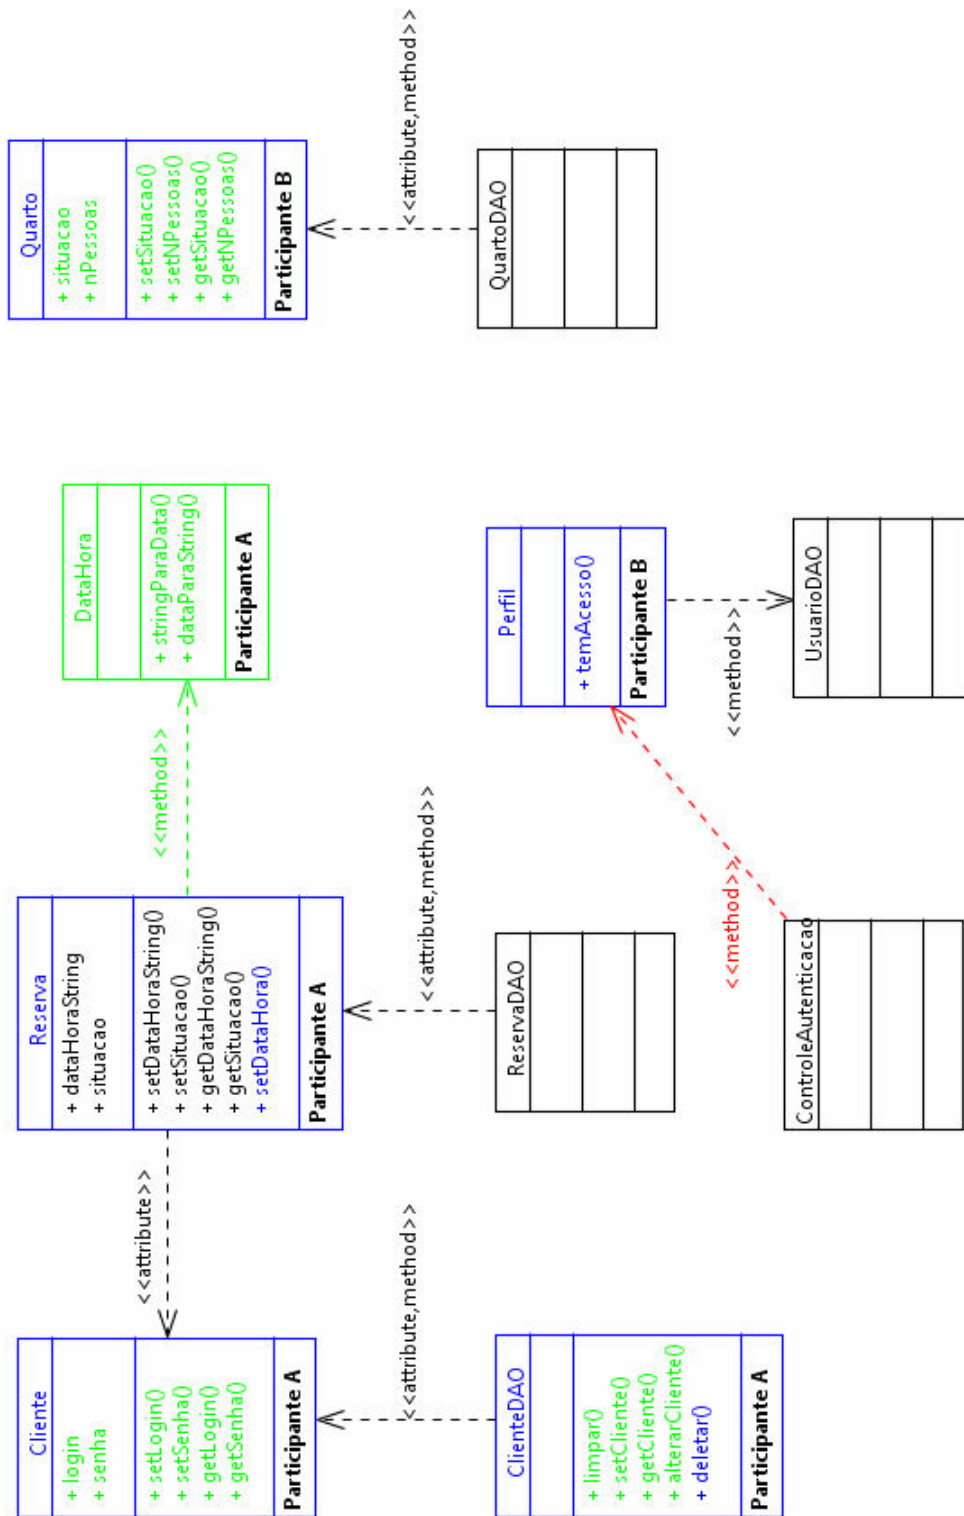 Cliente
+ login
+ senha
+ setLogin()
+ setSenha()
+ getLogin()
+ getSenha()
Participante A
<<attribute>>
Reserva
+ dataHoraString
+ situacao
+ setDataHoraString()
+ setSituacao()
+ getDataHoraString()
+ getSituacao()
+ setDataHora()
Participante A
<<method>>
DataHora
+ stringParaData()
+ dataParaString()
Participante A
Quarto
+ situacao
+ nPessoas
+ setSituacao()
+ setNPessoas()
+ getSituacao()
+ getNPessoas()
Participante B
<<attribute,method>>
<<attribute,method>>
<<attribute,method>>
ClienteDAO
+ limpar()
+ setCliente()
+ getCliente()
+ alterarCliente()
+ deletar()
Participante A
ReservaDAO
Perfil
+ temAcesso()
Participante B
QuartoDAO
<<method>>
<<method>>
ControleAutenticacao
UsuarioDAO